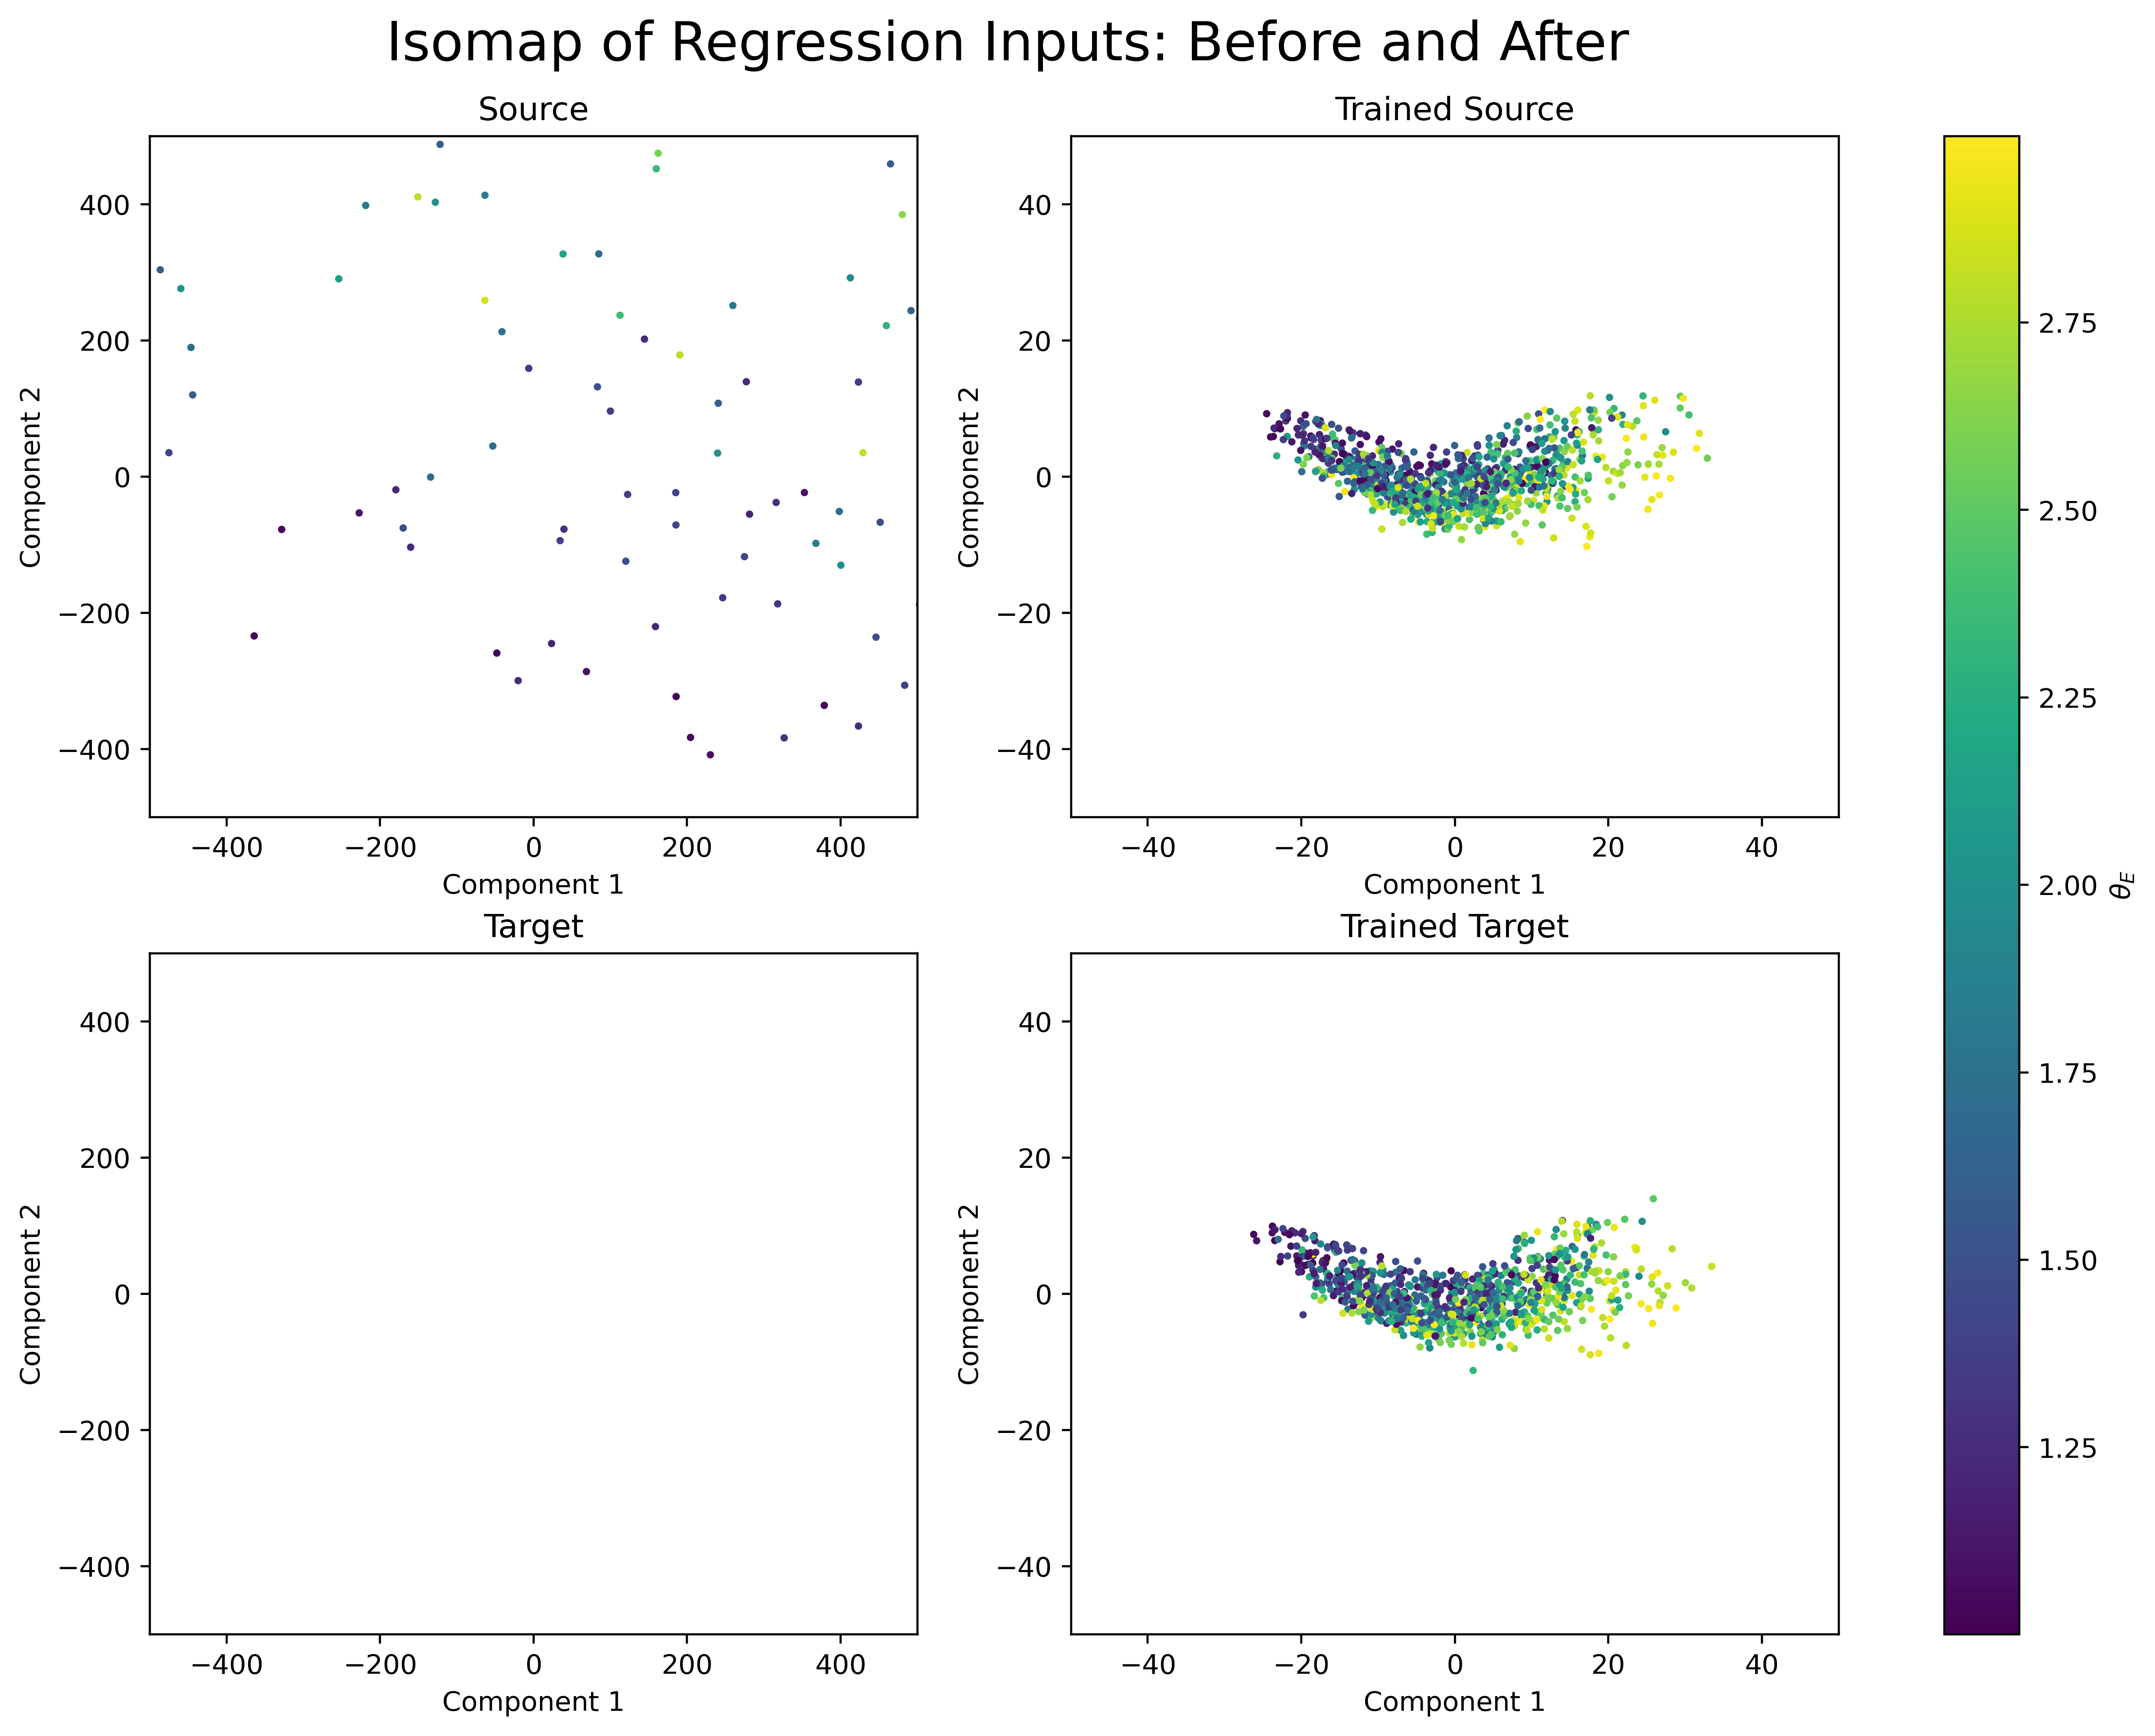 Isomap of Regression Inputs: Before and After
Source
Component 2
400
200
0
−200
−400
−400 −200 0 200 400
Component 1
Trained Source
Component 2
40
20
0
−20
−40
−40 −20 0 20 40
Component 1
Target
Component 2
400
200
0
−200
−400
−400 −200 0 200 400
Component 1
Trained Target
Component 2
40
20
0
−20
−40
−40 −20 0 20 40
Component 1
2.75
2.50
2.25
2.00
1.75
1.50
1.25
θ_E